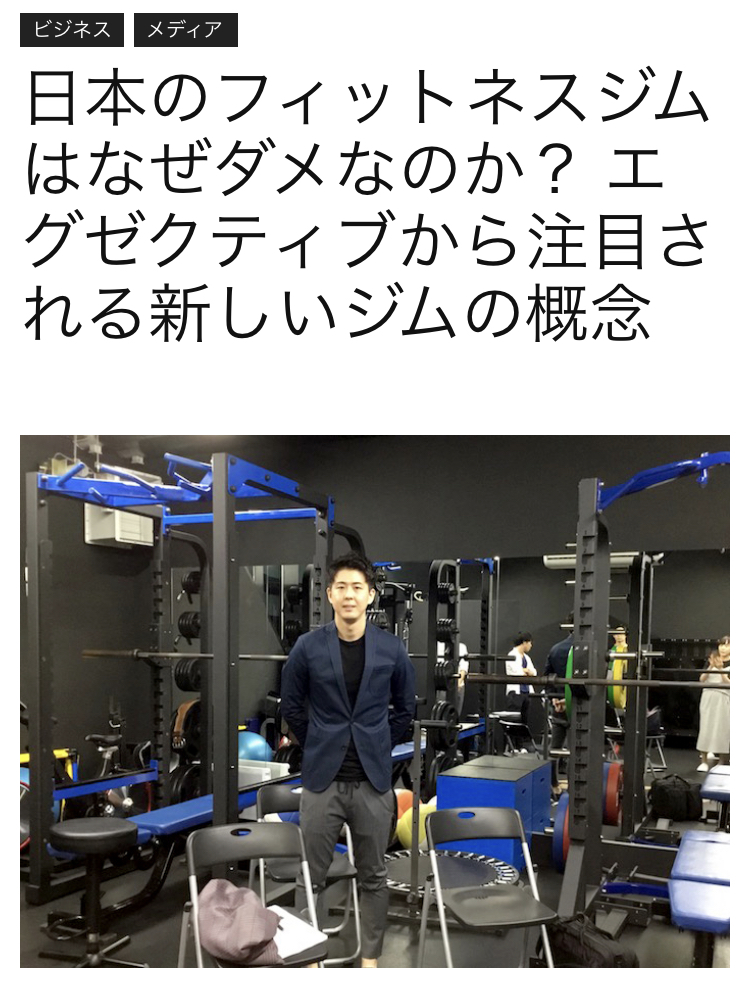 ビジネス メディア
日本のフィットネスジム
はなぜダメなのか？ エ
グゼクティブから注目さ
れる新しいジムの概念